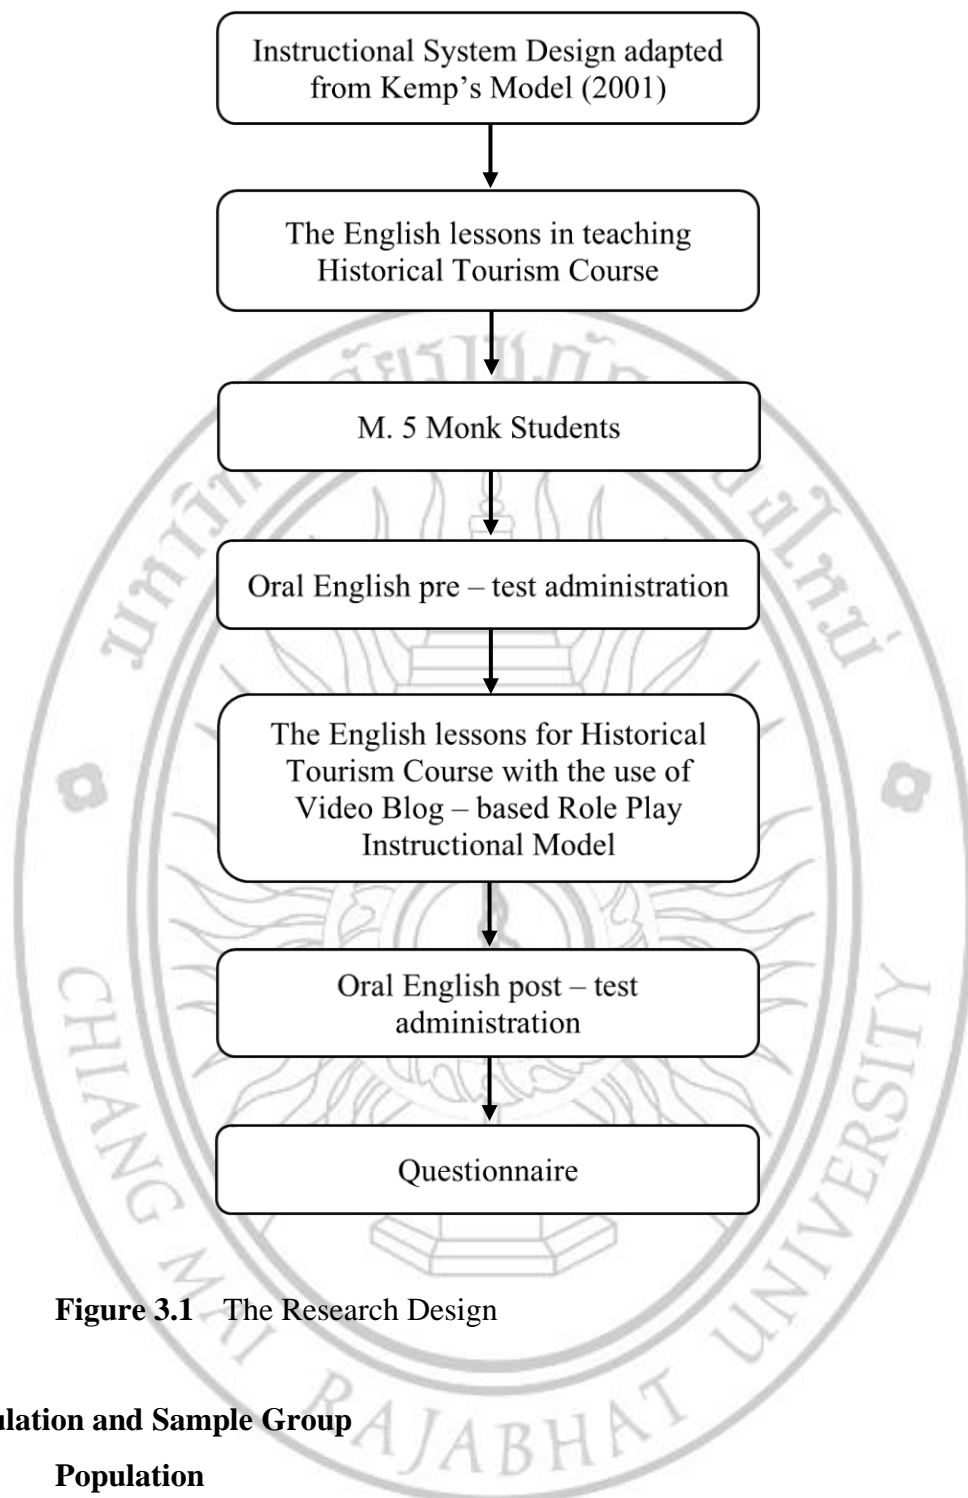 Instructional System Design adapted
from Kemp's Model (2001)
The English lessons in teaching
Historical Tourism Course
M. 5 Monk Students
Oral English pre – test administration
The English lessons for Historical
Tourism Course with the use of
Video Blog – based Role Play
Instructional Model
Oral English post – test
administration
Questionnaire
Figure 3.1 The Research Design
ulation and Sample Group
Population
CHIANG MAI RAJABHAT UNIVERSITY